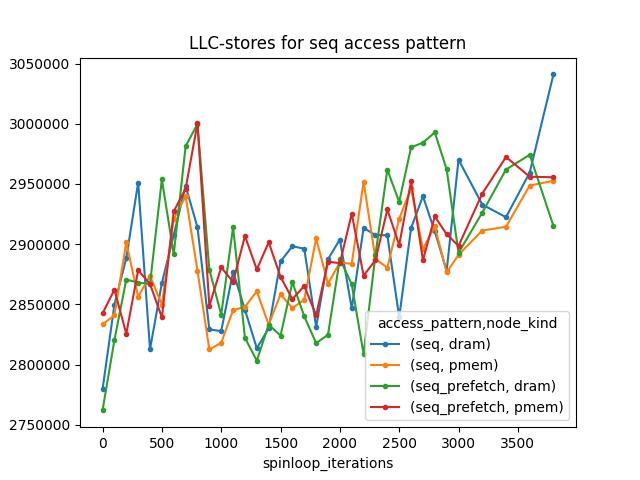 LLC-stores for seq access pattern
3050000
3000000
2950000
2900000
2850000
2800000
2750000
access_pattern,node_kind
(seq, dram)
(seq, pmem)
(seq_prefetch, dram)
(seq_prefetch, pmem)
0 500 1000 1500 2000 2500 3000 3500
spinloop_iterations